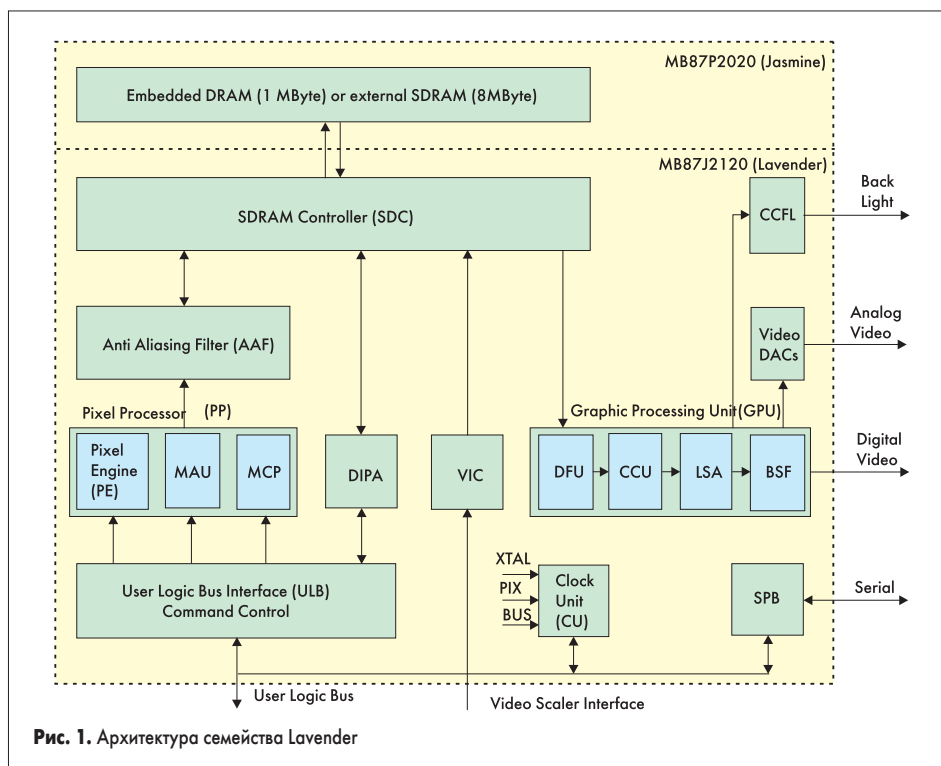 MB87P2020 (Jasmine)
Embedded DRAM (1 MByte) or external SDRAM (8MByte)
MB87J2120 (Lavender)
SDRAM Controller (SDC)
CCFL
Back
Light
Anti Aliasing Filter (AAF)
Video
DACs
Analog
Video
Pixel Processor (PP)
Graphic Processing Unit(GPU)
Pixel
Engine
(PE)
MAU
MCP
DIPA
VIC
DFU
CCU
LSA
BSF
Digital
Video
User Logic Bus Interface (ULB)
Command Control
XTAL
PIX
BUS
Clock
Unit
(CU)
SPB
Serial
User Logic Bus
Video Scaler Interface
Рис. 1. Архитектура семейства Lavender